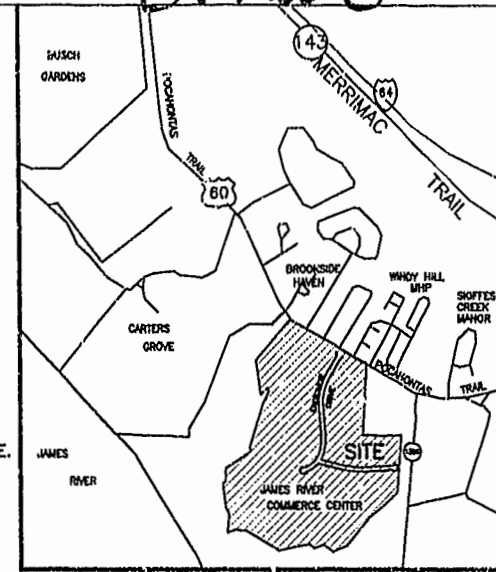 BUSCH
GARDENS
POCAHONTAS
TRAIL
60
143
MERRIMAC
64
TRAIL
BROOKSIDE
HAVEN
WINDY HILL
MHP
SKIFFES
CREEK
MANOR
CARTERS
GROVE
POCAHONTAS
TRAIL
E.
JAMES
RIVER
SITE
JAMES RIVER
COMMERCE CENTER